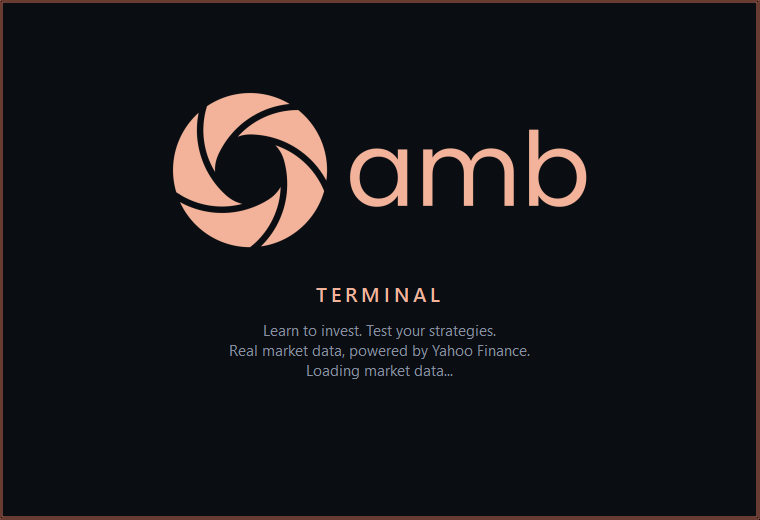 amb
TERMINAL
Learn to invest. Test your strategies.
Real market data, powered by Yahoo Finance.
Loading market data...